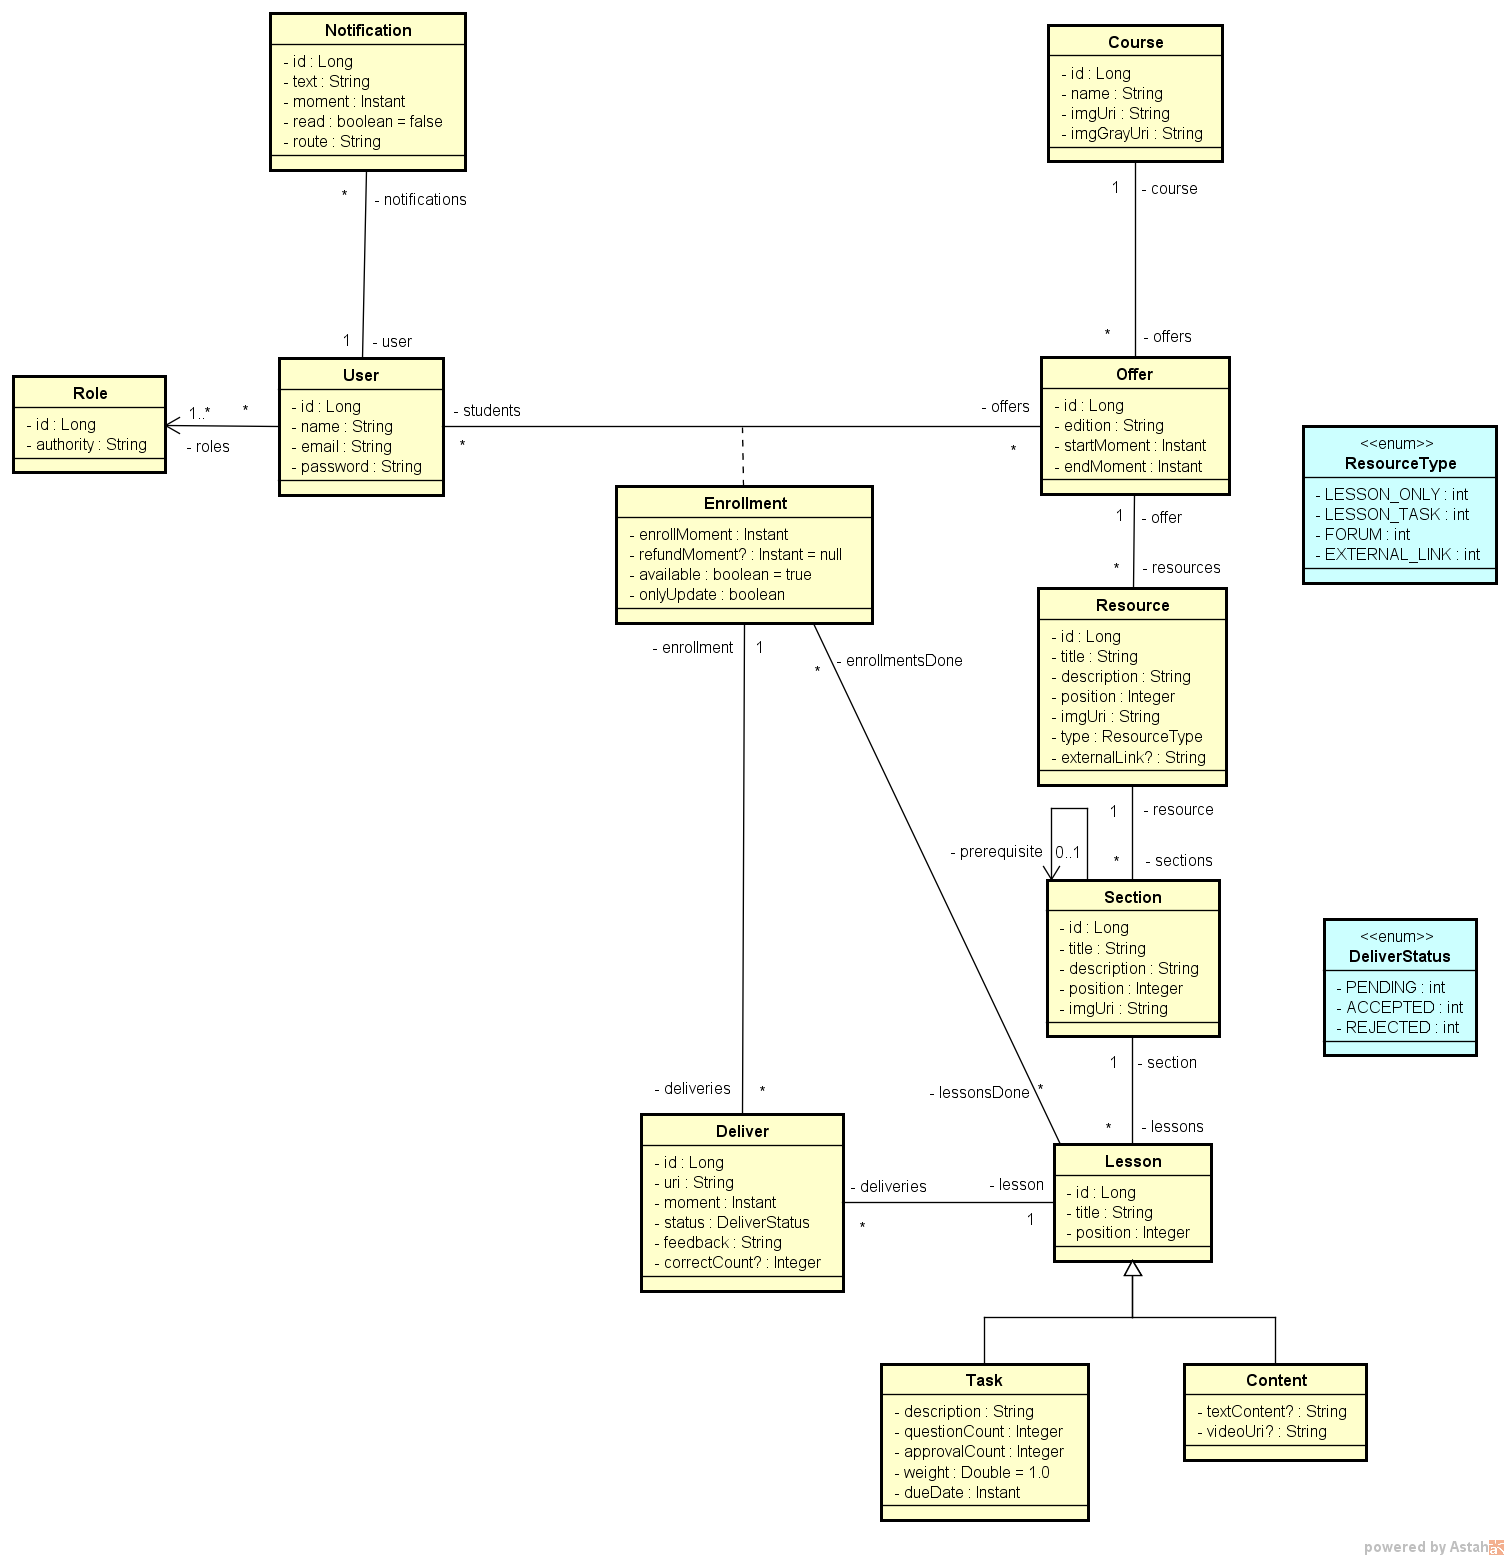 Notification
- id : Long
- text : String
- moment : Instant
- read : boolean = false
- route : String
*
- notifications
1
- user
Course
- id : Long
- name : String
- imgUri : String
- imgGrayUri : String
1
- course
*
- offers
Role
- id : Long
- authority : String
1..*
*
- roles
User
- id : Long
- name : String
- email : String
- password : String
- students
*
- offers
*
Offer
- id : Long
- edition : String
- startMoment : Instant
- endMoment : Instant
1
- offer
*
- resources
<<enum>>
ResourceType
- LESSON_ONLY : int
- LESSON_TASK : int
- FORUM : int
- EXTERNAL_LINK : int
Enrollment
- enrollMoment : Instant
- refundMoment? : Instant = null
- available : boolean = true
- onlyUpdate : boolean
- enrollment
1
- enrollmentsDone
*
Resource
- id : Long
- title : String
- description : String
- position : Integer
- imgUri : String
- type : ResourceType
- externalLink? : String
1
- resource
- prerequisite
0..1
*
- sections
Section
- id : Long
- title : String
- description : String
- position : Integer
- imgUri : String
<<enum>>
DeliverStatus
- PENDING : int
- ACCEPTED : int
- REJECTED : int
1
- section
- deliveries
*
- lessonsDone
*
*
- lessons
Deliver
- id : Long
- uri : String
- moment : Instant
- status : DeliverStatus
- feedback : String
- correctCount? : Integer
- deliveries
*
- lesson
1
Lesson
- id : Long
- title : String
- position : Integer
Task
- description : String
- questionCount : Integer
- approvalCount : Integer
- weight : Double = 1.0
- dueDate : Instant
Content
- textContent? : String
- videoUri? : String
powered by Astah